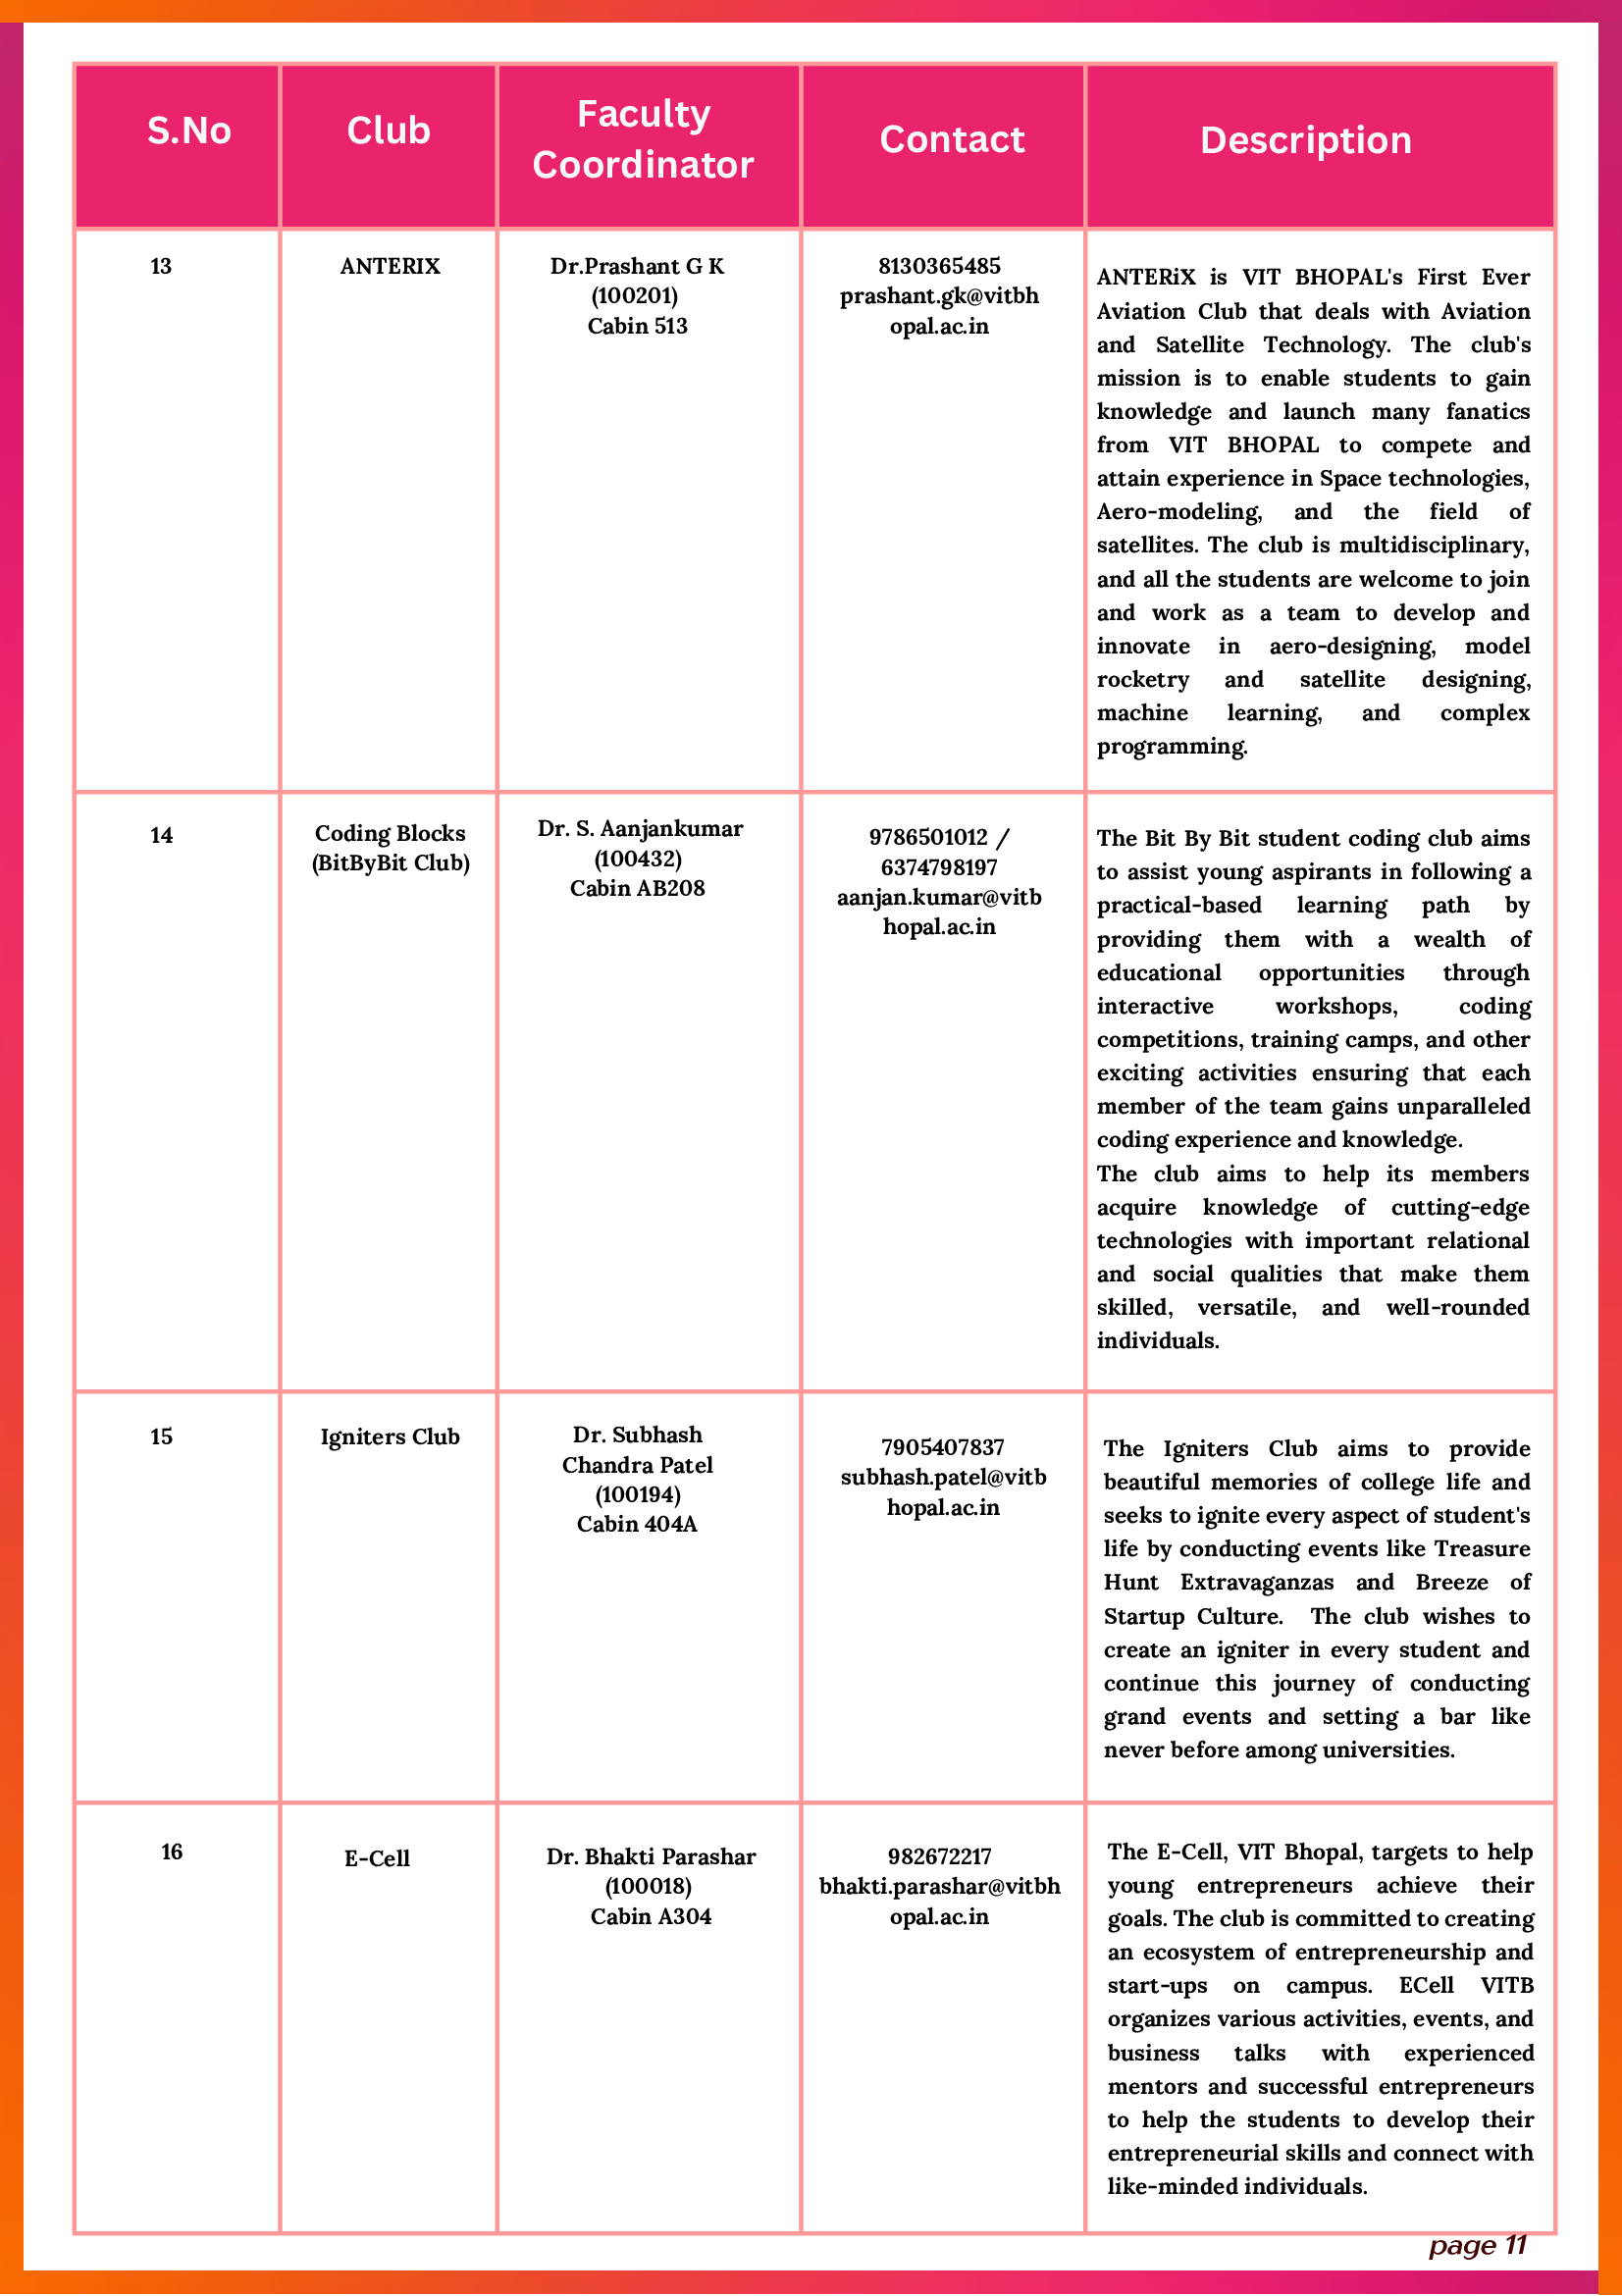 S.No
Club
Faculty
Coordinator
Contact
Description
13
ANTERIX
Dr.Prashant G K
(100201)
Cabin 513
8130365485
prashant.gk@vitbh
opal.ac.in
ANTERiX is VIT BHOPAL's First Ever
Aviation Club that deals with Aviation
and Satellite Technology. The club's
mission is to enable students to gain
knowledge and launch many fanatics
from VIT BHOPAL to compete and
attain experience in Space technologies,
Aero-modeling, and the field of
satellites. The club is multidisciplinary,
and all the students are welcome to join
and work as a team to develop and
innovate in aero-designing, model
rocketry and satellite designing,
machine learning, and complex
programming.
14
Coding Blocks
(BitByBit Club)
Dr. S. Aanjankumar
(100432)
Cabin AB208
9786501012 /
6374798197
aanjan.kumar@vitb
hopal.ac.in
The Bit By Bit student coding club aims
to assist young aspirants in following a
practical-based learning path by
providing them with a wealth of
educational opportunities through
interactive workshops, coding
competitions, training camps, and other
exciting activities ensuring that each
member of the team gains unparalleled
coding experience and knowledge.
The club aims to help its members
acquire knowledge of cutting-edge
technologies with important relational
and social qualities that make them
skilled, versatile, and well-rounded
individuals.
15
Igniters Club
Dr. Subhash
Chandra Patel
(100194)
Cabin 404A
7905407837
subhash.patel@vitb
hopal.ac.in
The Igniters Club aims to provide
beautiful memories of college life and
seeks to ignite every aspect of student's
life by conducting events like Treasure
Hunt Extravaganzas and Breeze of
Startup Culture. The club wishes to
create an igniter in every student and
continue this journey of conducting
grand events and setting a bar like
never before among universities.
16
E-Cell
Dr. Bhakti Parashar
(100018)
Cabin A304
982672217
bhakti.parashar@vitbh
opal.ac.in
The E-Cell, VIT Bhopal, targets to help
young entrepreneurs achieve their
goals. The club is committed to creating
an ecosystem of entrepreneurship and
start-ups on campus. ECell VITB
organizes various activities, events, and
business talks with experienced
mentors and successful entrepreneurs
to help the students to develop their
entrepreneurial skills and connect with
like-minded individuals.
page 11